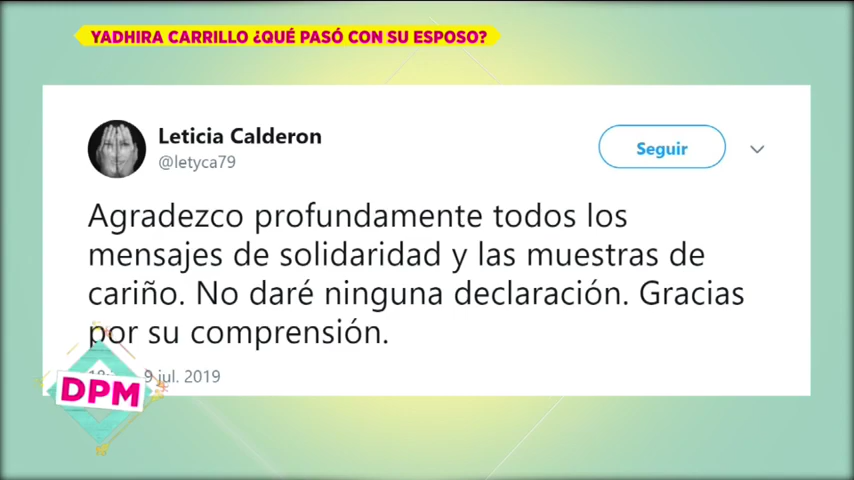 YADHIRA CARRILLO ¿QUÉ PASÓ CON SU ESPOSO?
Leticia Calderon
@letyca79
Seguir
Agradezco profundamente todos los
mensajes de solidaridad y las muestras de
cariño. No daré ninguna declaración. Gracias
por su comprensión.
9 jul. 2019
DPM